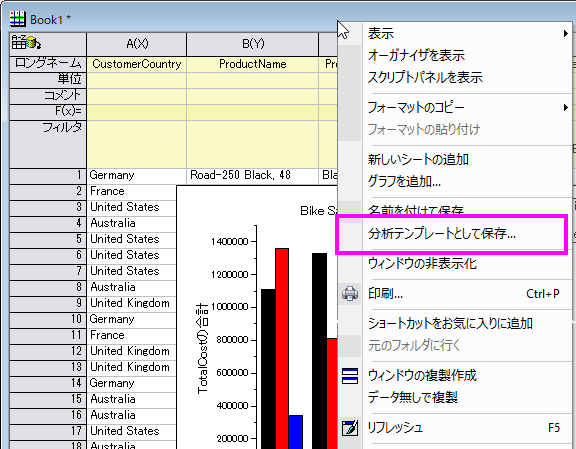 Book1 *
A(X) B(Y)
ロングネーム CustomerCountry ProductName
単位
コメント
F(x)=
フィルタ
1 Germany Road-250 Black, 48
2 France
3 United States
4 Australia
5 United States
6 United States
7 United States
8 Australia
9 United Kingdom
10 Germany
11 France
12 United Kingdom
13 United Kingdom
14 Germany
15 Australia
16 Australia
17 United States
18 Australia
Bike
TotalCostの合計
1600000
1400000
1200000
1000000
800000
600000
400000
200000
表示
オーガナイザを表示
スクリプトパネルを表示
フォーマットのコピー
フォーマットの貼り付け
新しいシートの追加
グラフを追加...
名前を付けて保存
分析テンプレートとして保存...
ウィンドウの非表示化
印刷... Ctrl+P
ショートカットをお気に入りに追加
元のフォルダに行く
ウィンドウの複製作成
データ無しで複製
リフレッシュ F5